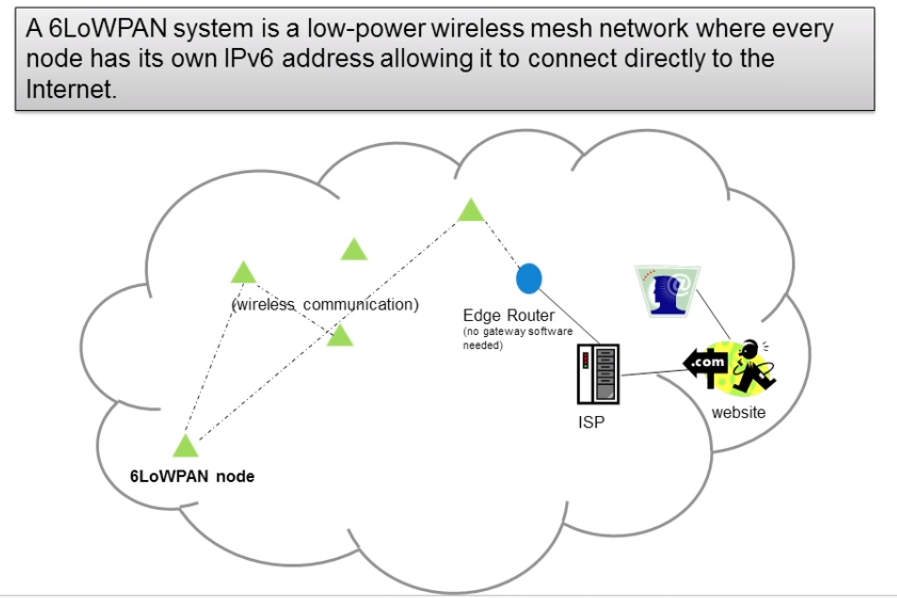 A 6LoWPAN system is a low-power wireless mesh network where every
node has its own IPv6 address allowing it to connect directly to the
Internet.
(wireless communication)
Edge Router
(no gateway software
needed)
@
.com
website
ISP
6LoWPAN node